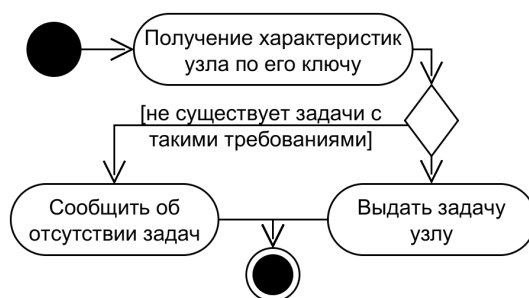 Получение характеристик
узла по его ключу
[не существует задачи с
такими требованиями]
Сообщить об
отсутствии задач
Выдать задачу
узлу